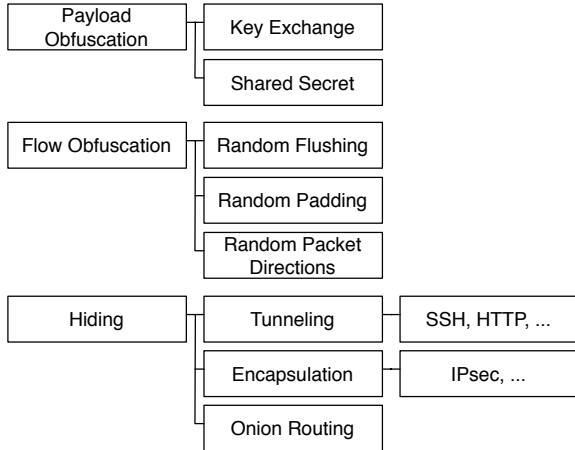 Payload
Obfuscation
Key Exchange
Shared Secret
Flow Obfuscation
Random Flushing
Random Padding
Random Packet
Directions
Hiding
Tunneling
SSH, HTTP, ...
Encapsulation
IPsec, ...
Onion Routing